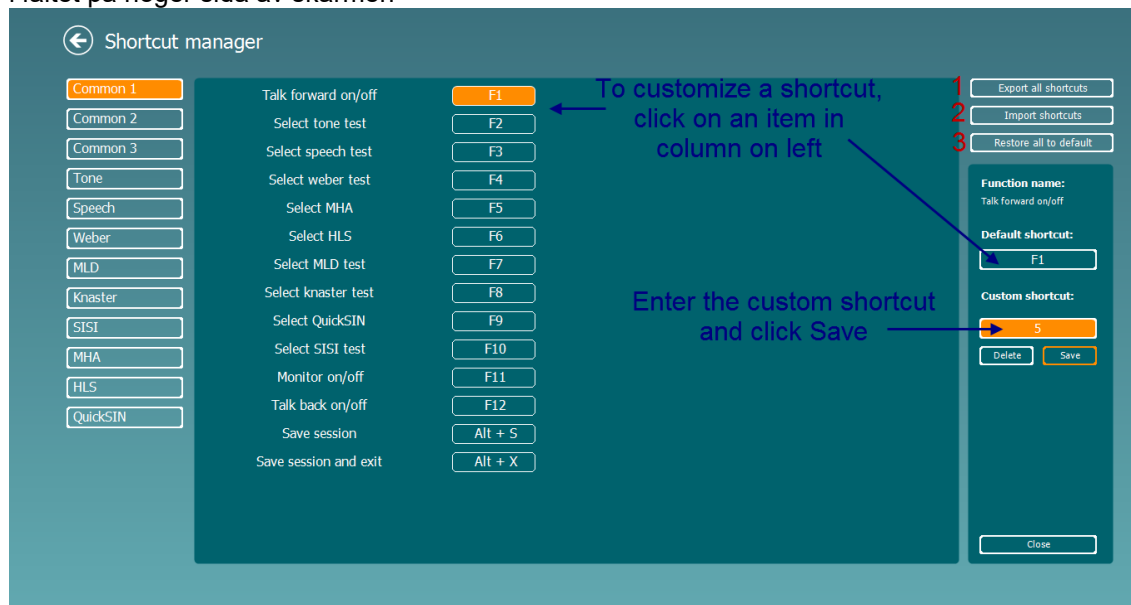 Shortcut manager
Common 1
Common 2
Common 3
Tone
Speech
Weber
MLD
Knaster
SISI
MHA
HLS
QuickSIN
Talk forward on/off F1
Select tone test F2
Select speech test F3
Select weber test F4
Select MHA F5
Select HLS F6
Select MLD test F7
Select knaster test F8
Select QuickSIN F9
Select SISI test F10
Monitor on/off F11
Talk back on/off F12
Save session Alt + S
Save session and exit Alt + X
To customize a shortcut,
click on an item in
column on left
Enter the custom shortcut
and click Save
1 Export all shortcuts
2 Import shortcuts
3 Restore all to default
Function name:
Talk forward on/off
Default shortcut:
F1
Custom shortcut:
5
Delete Save
Close